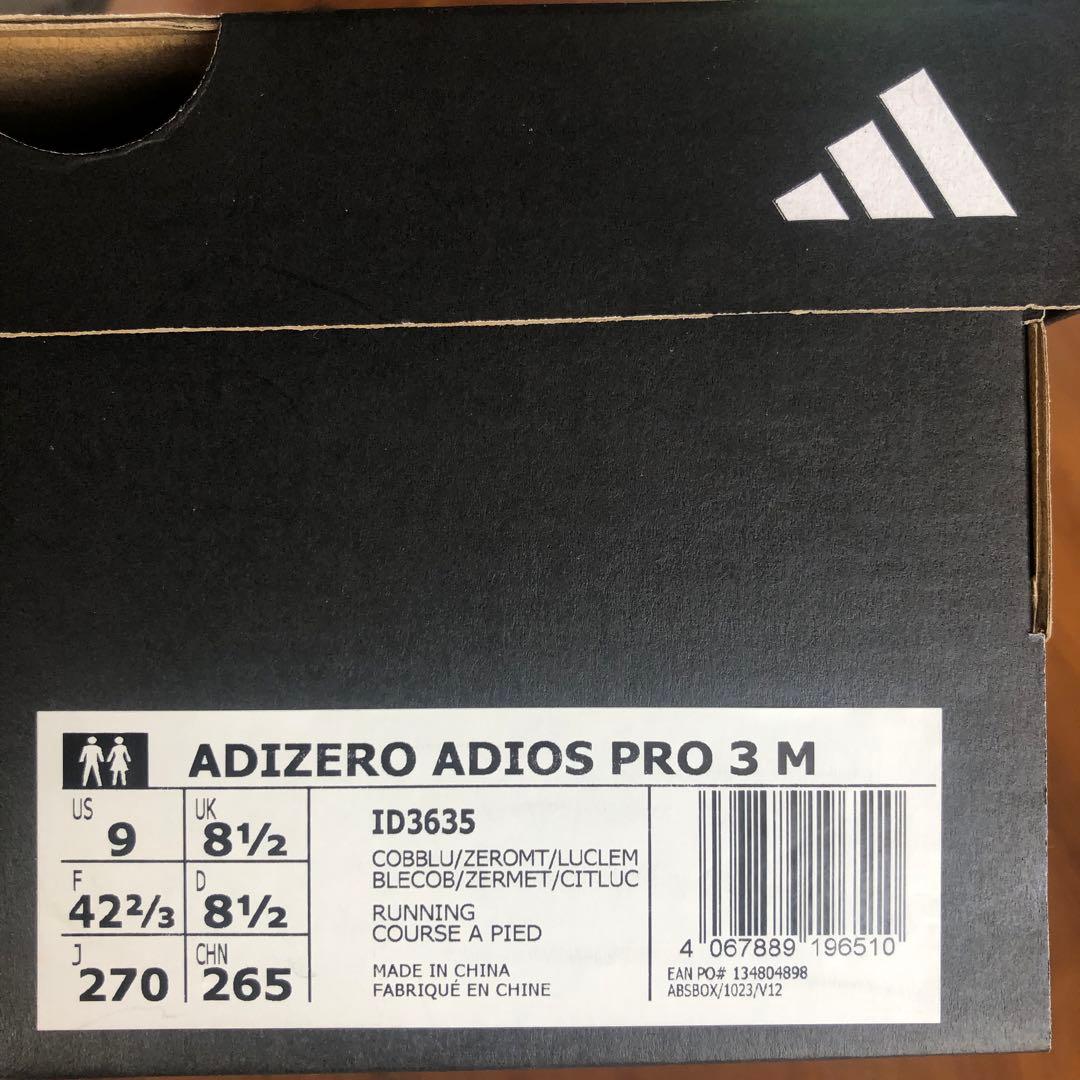 ADIZERO ADIOS PRO 3 M
US 9 UK 8½
F 42⅔ D 8½
J 270 CHN 265
ID3635
COBBLU/ZEROMT/LUCLEM
BLECOB/ZERMET/CITLUC
RUNNING
COURSE A PIED
MADE IN CHINA
FABRIQUÉ EN CHINE
4 067889 196510
EAN PO# 134804898
ABSBOX/1023/V12